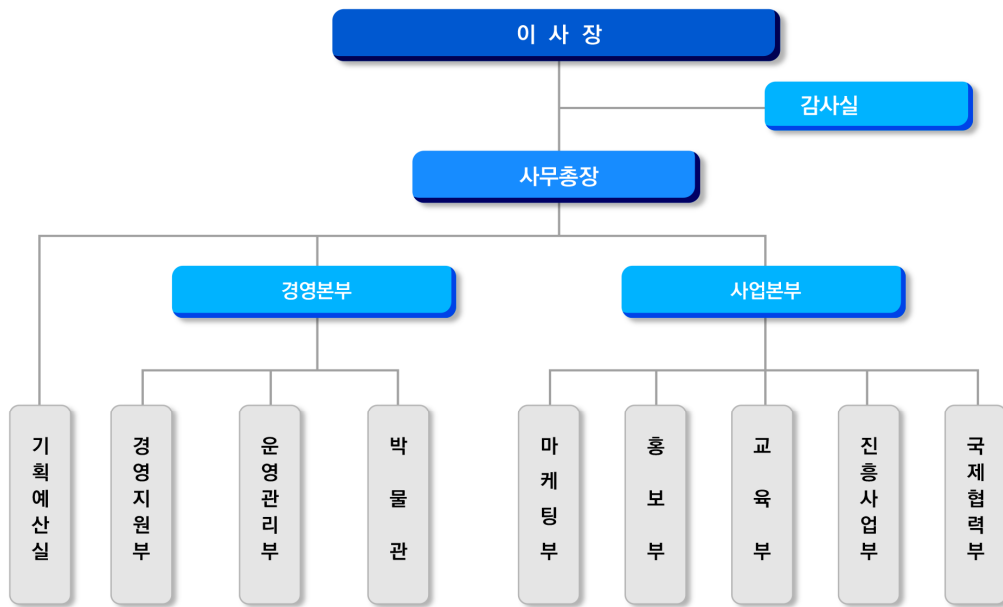 이 사 장
감사실
사무총장
경영본부
사업본부
기획예산실
경영지원부
운영관리부
박 물 관
마케팅부
홍 보 부
교 육 부
진흥사업부
국제협력부